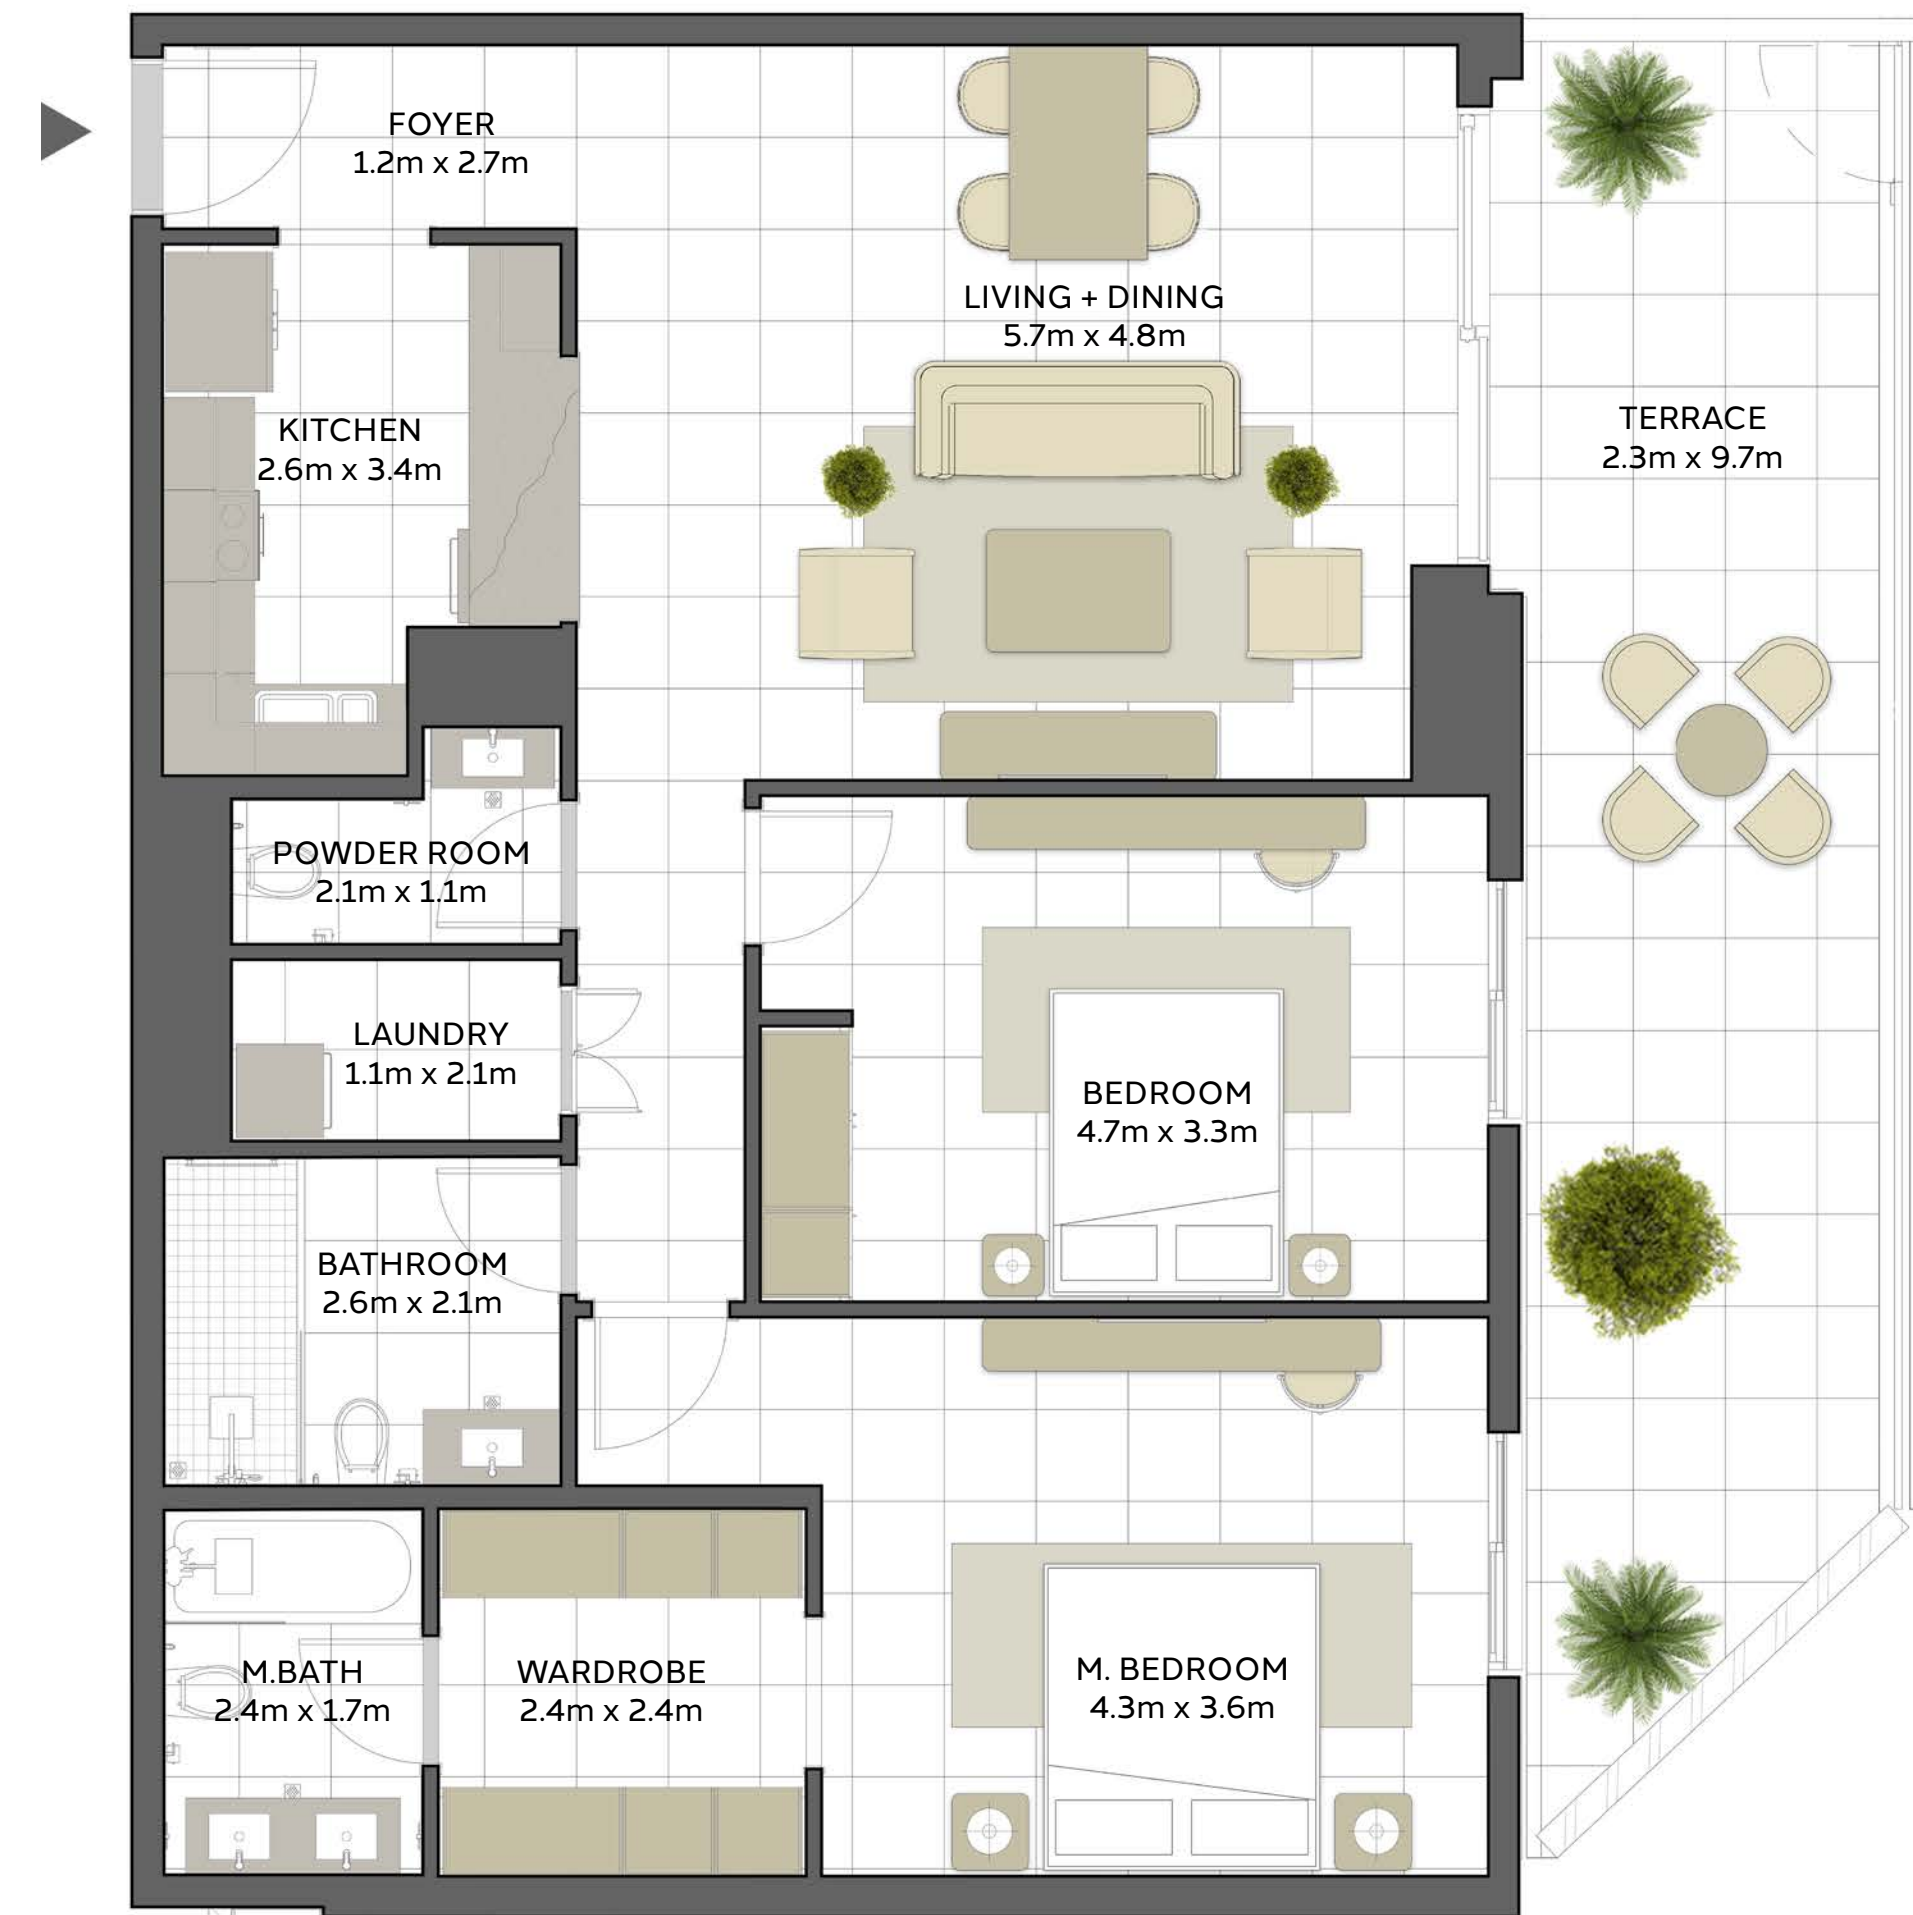 FOYER
1.2m x 2.7m
LIVING + DINING
5.7m x 4.8m
KITCHEN
2.6m x 3.4m
TERRACE
2.3m x 9.7m
POWDER ROOM
2.1m x 1.1m
LAUNDRY
1.1m x 2.1m
BEDROOM
4.7m x 3.3m
BATHROOM
2.6m x 2.1m
M.BATH
2.4m x 1.7m
WARDROBE
2.4m x 2.4m
M. BEDROOM
4.3m x 3.6m